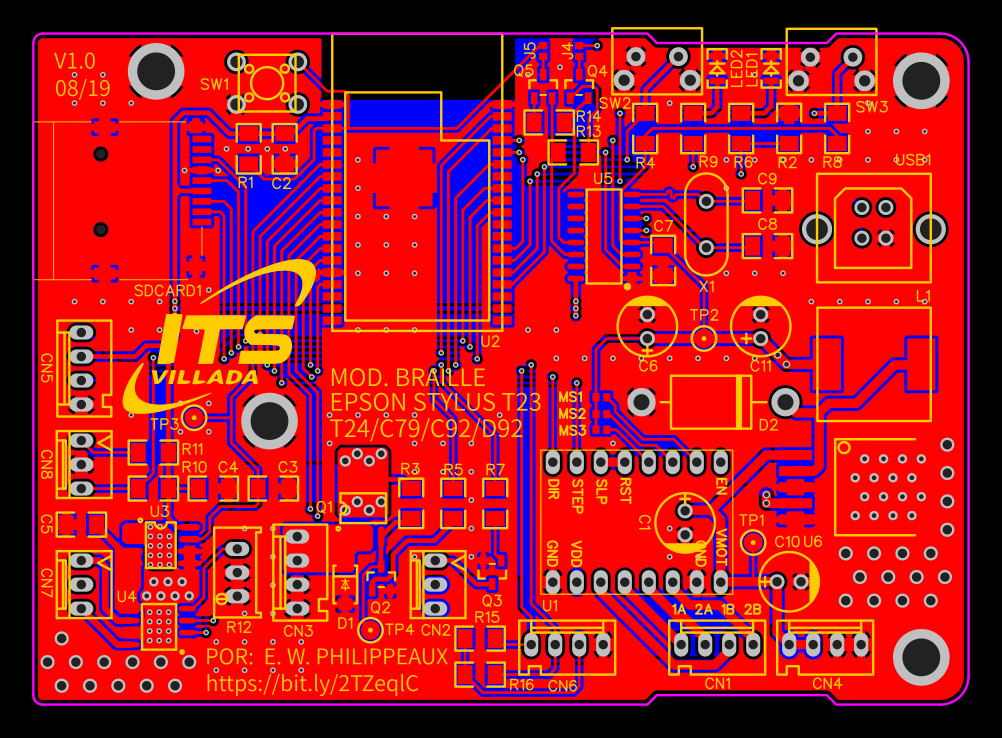 V1.0
08/19
SW1
J5
J4
Q5
Q4
SW2
LED2
LED1
SW3
R14
R13
R4
R9
R6
R2
R8
USB1
R1
C2
U5
C9
C7
C8
X1
SDCARD1
L1
ITS
VILLADA
U2
TP2
C6
C11
CN5
MOD. BRAILLE
EPSON STYLUS T23
T24/C79/C92/D92
MS1
MS2
MS3
D2
TP3
R11
CN8
R10
C4
C3
R3
R5
R7
DIR
STEP
SLP
RST
EN
C5
U3
Q1
C1
TP1
C10
U6
GND
VDD
GND
VMOT
CN7
U4
R12
CN3
D1
Q2
TP4
CN2
Q3
R15
U1
1A 2A 1B 2B
POR: E. W. PHILIPPEAUX
https://bit.ly/2TZeqlC
R16
CN6
CN1
CN4